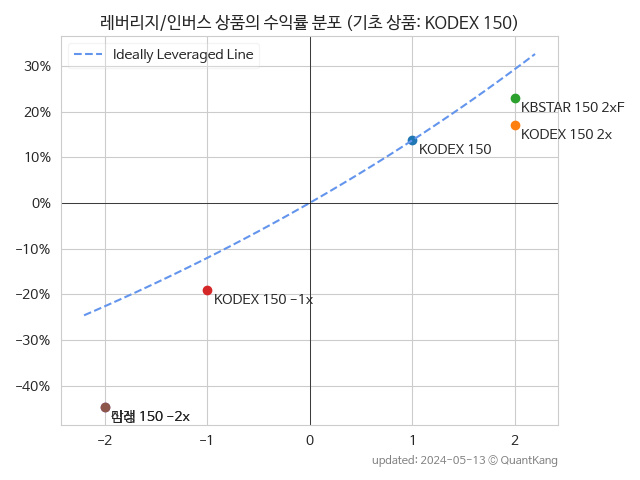 레버리지/인버스 상품의 수익률 분포 (기초 상품: KODEX 150)
Ideally Leveraged Line
30%
20%
10%
0%
−10%
−20%
−30%
−40%
KBSTAR 150 2xF
KODEX 150 2x
KODEX 150
KODEX 150 −1x
150 −2x
−2
−1
0
1
2
updated: 2024-05-13 © QuantKang